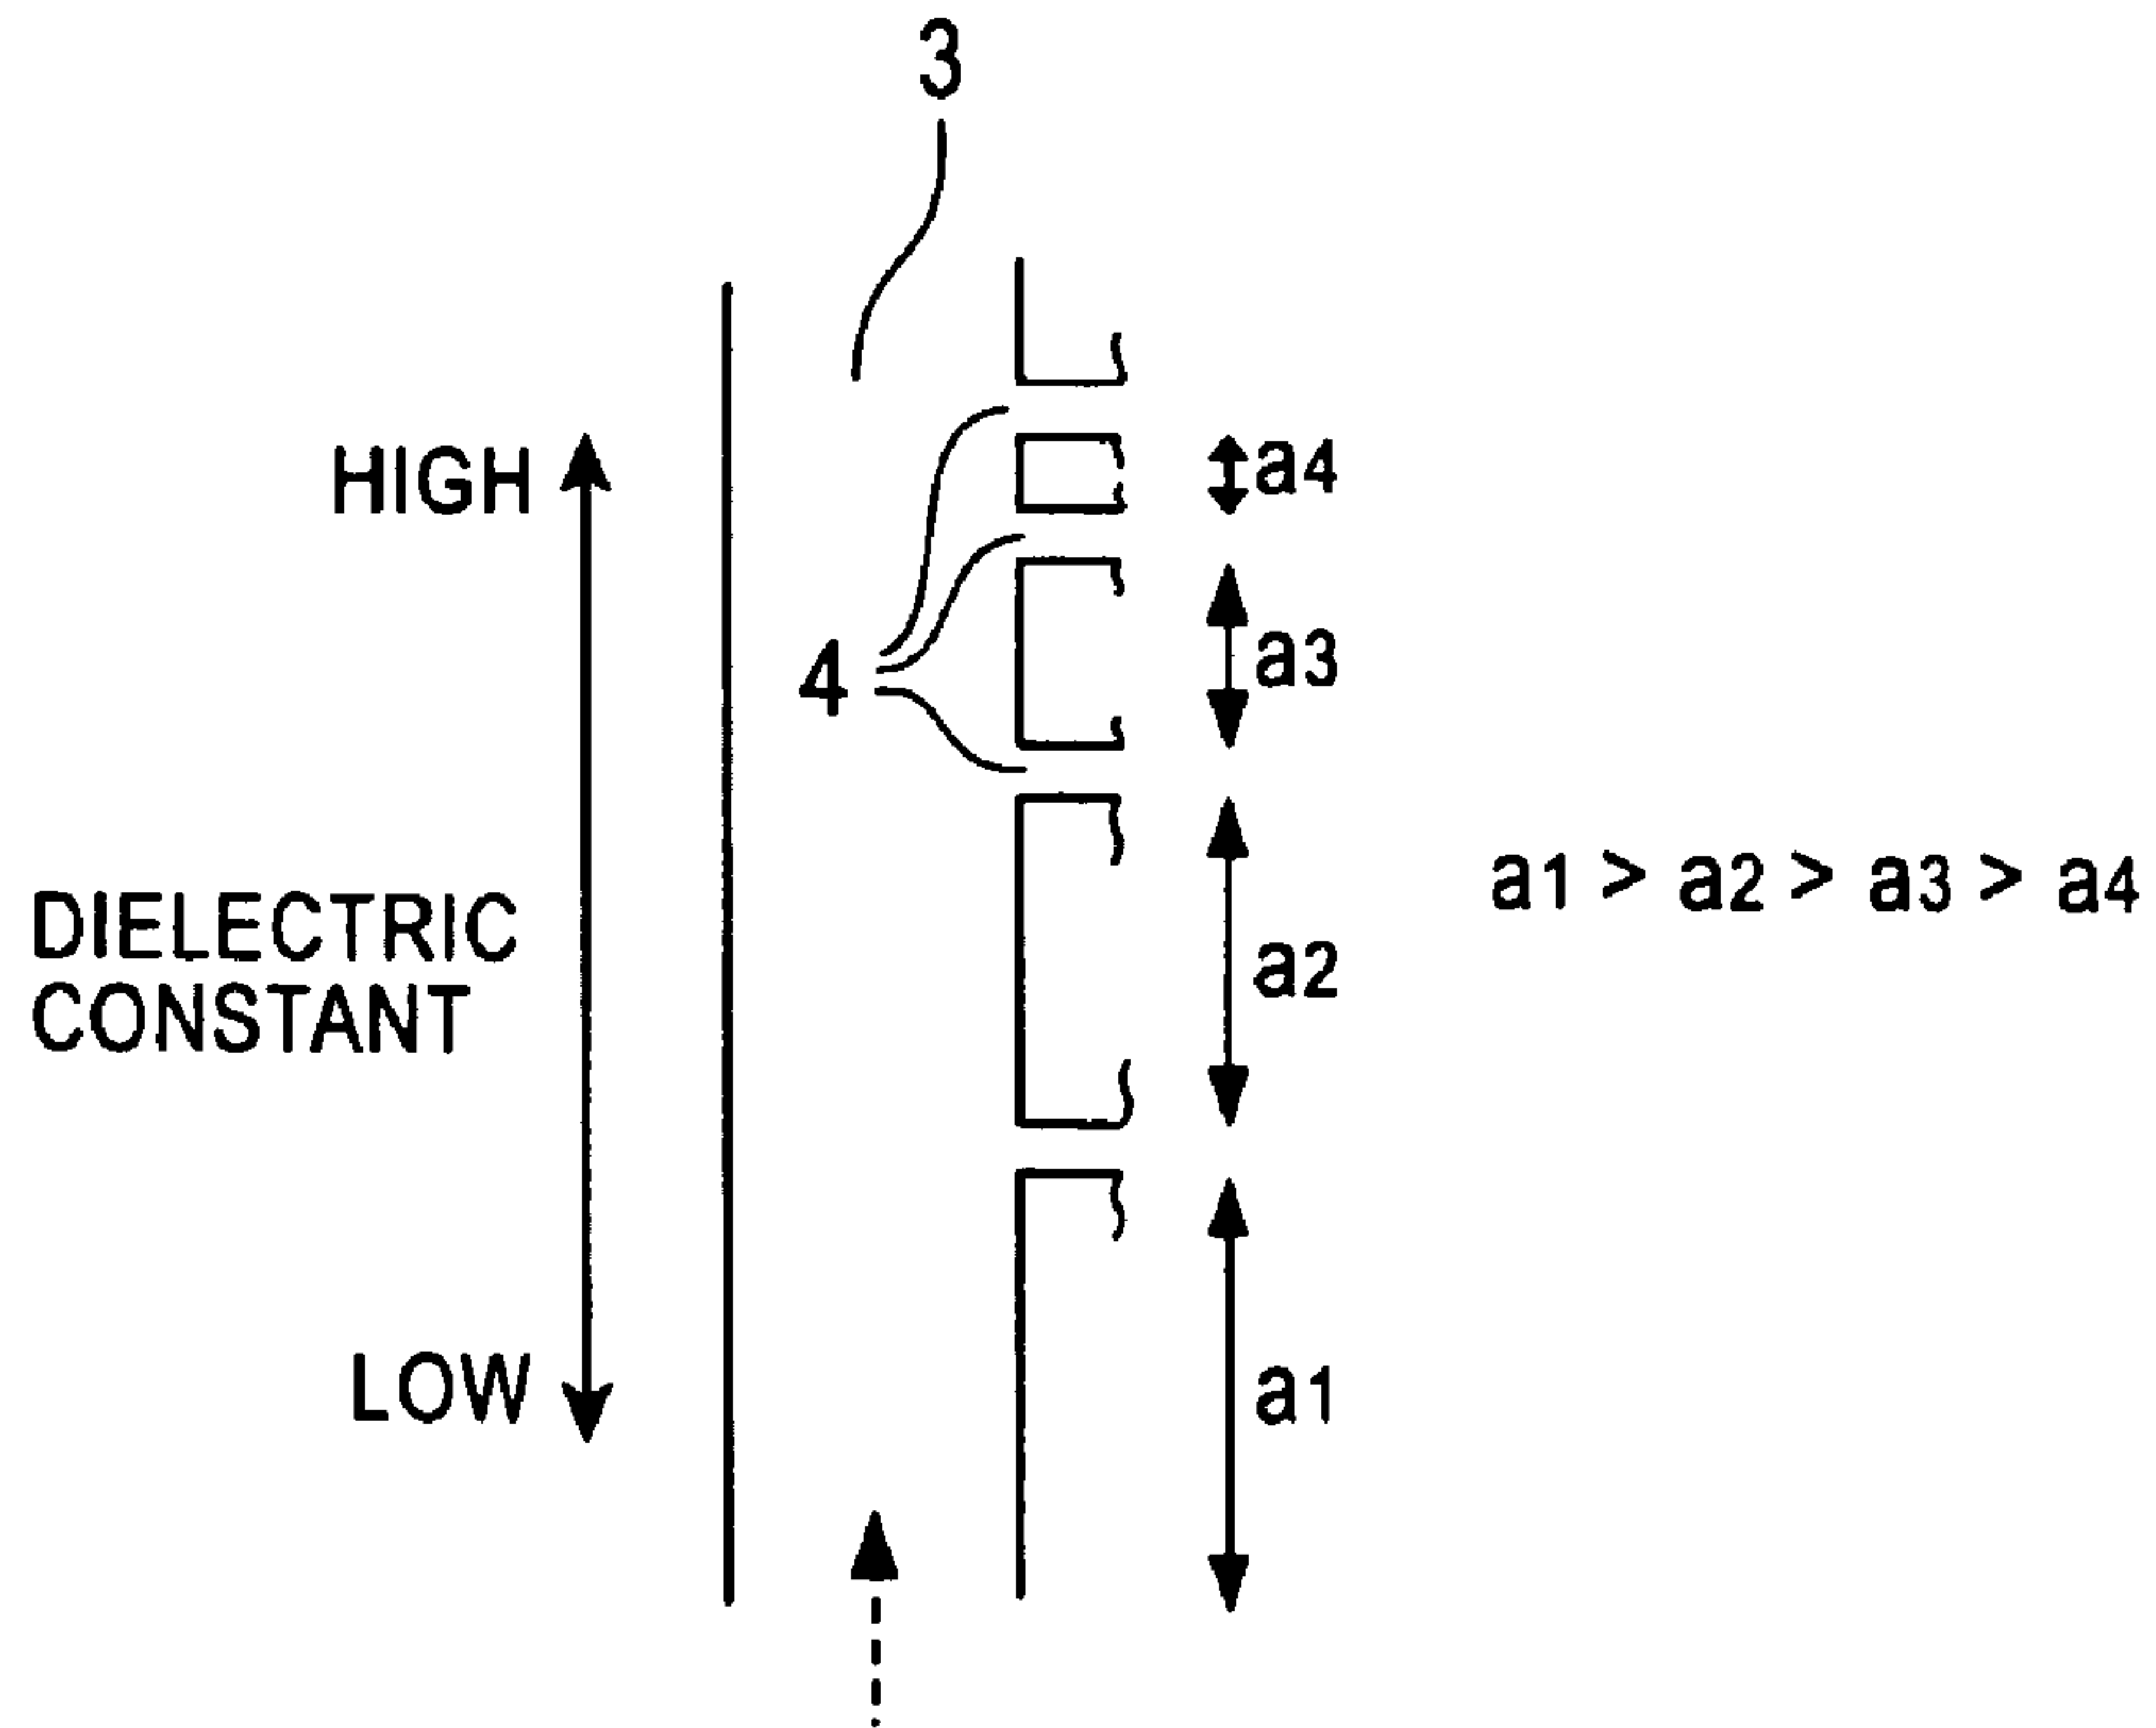 3
HIGH
a4
a3
4
a1 > a2 > a3 > a4
DIELECTRIC
CONSTANT
a2
LOW
a1